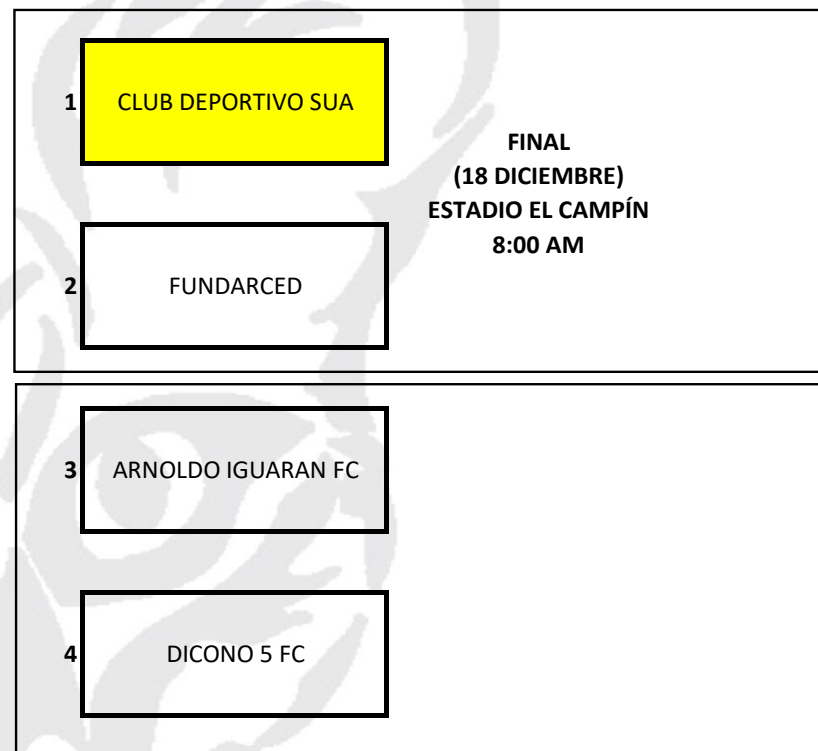 1
CLUB DEPORTIVO SUA
FINAL
(18 DICIEMBRE)
ESTADIO EL CAMPÍN
8:00 AM
2
FUNDARCED
3
ARNOLDO IGUARAN FC
4
DICONO 5 FC